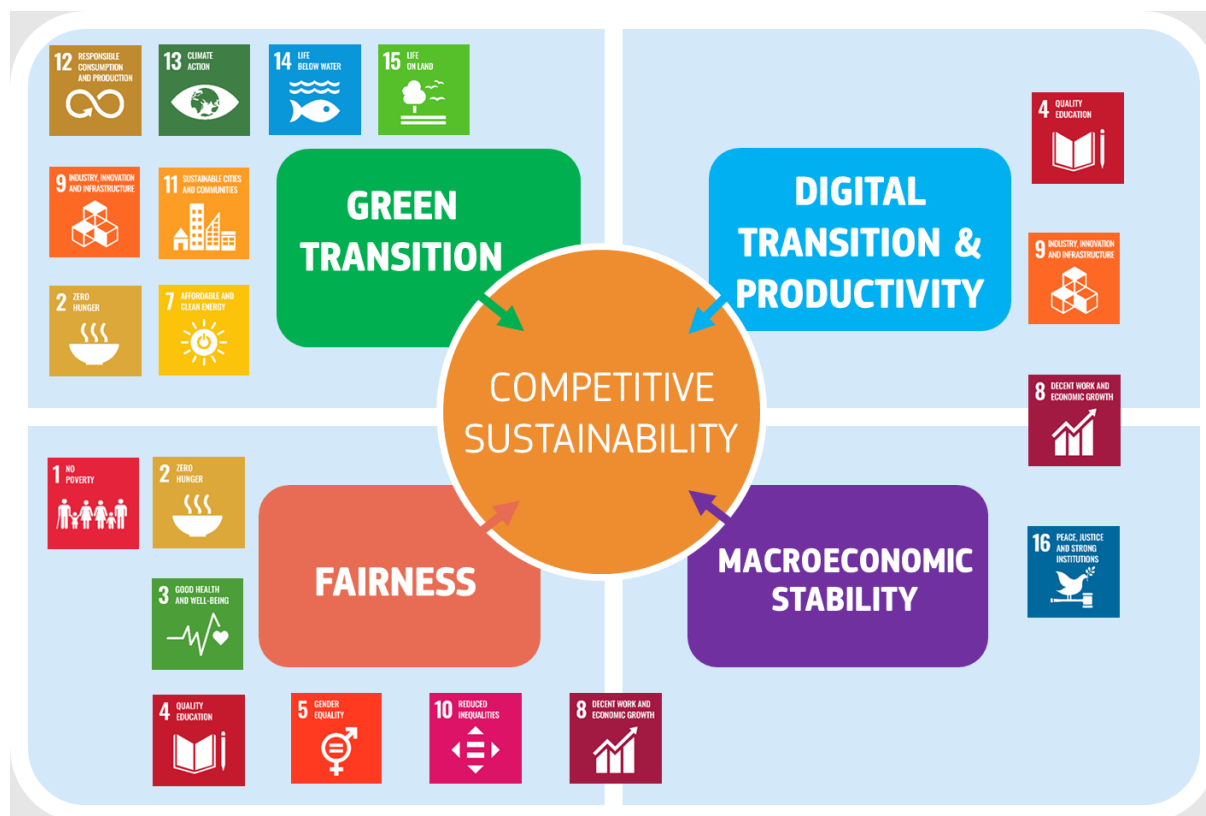 12 RESPONSIBLE
CONSUMPTION
AND PRODUCTION
13 CLIMATE
ACTION
14 LIFE
BELOW WATER
15 LIFE
ON LAND
9 INDUSTRY, INNOVATION
AND INFRASTRUCTURE
11 SUSTAINABLE CITIES
AND COMMUNITIES
2 ZERO
HUNGER
7 AFFORDABLE AND
CLEAN ENERGY
GREEN
TRANSITION
DIGITAL
TRANSITION &
PRODUCTIVITY
4 QUALITY
EDUCATION
9 INDUSTRY, INNOVATION
AND INFRASTRUCTURE
8 DECENT WORK AND
ECONOMIC GROWTH
COMPETITIVE
SUSTAINABILITY
1 NO
POVERTY
2 ZERO
HUNGER
3 GOOD HEALTH
AND WELL-BEING
FAIRNESS
4 QUALITY
EDUCATION
5 GENDER
EQUALITY
10 REDUCED
INEQUALITIES
8 DECENT WORK AND
ECONOMIC GROWTH
MACROECONOMIC
STABILITY
16 PEACE, JUSTICE
AND STRONG
INSTITUTIONS